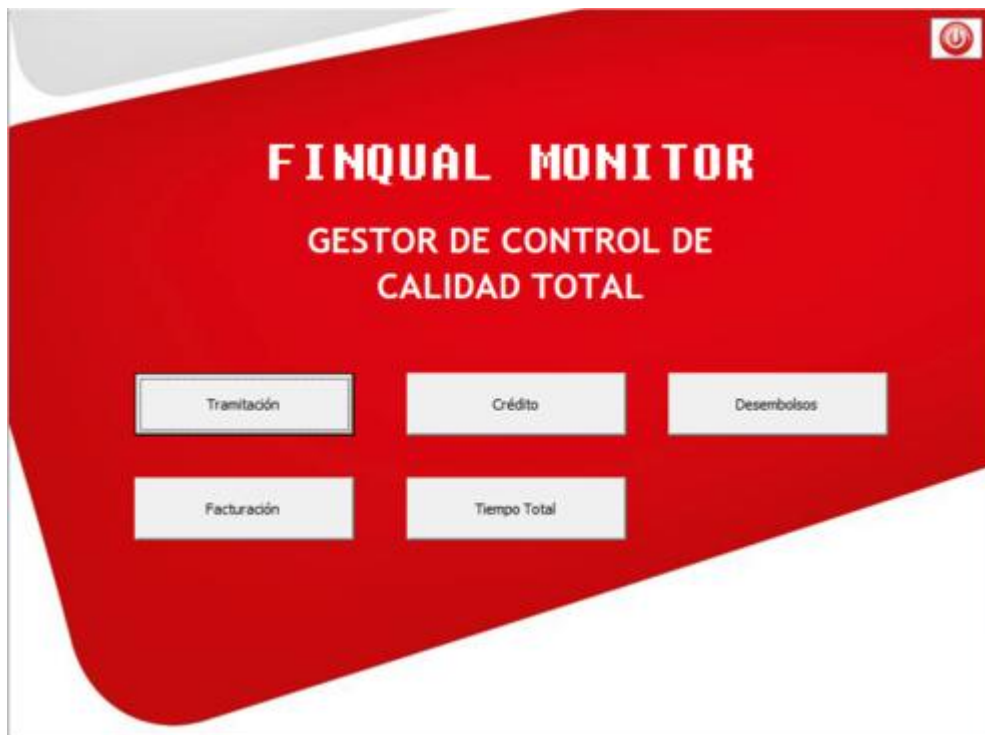 FINQUAL MONITOR
GESTOR DE CONTROL DE
CALIDAD TOTAL
Tramitación
Crédito
Desembolsos
Facturación
Tiempo Total